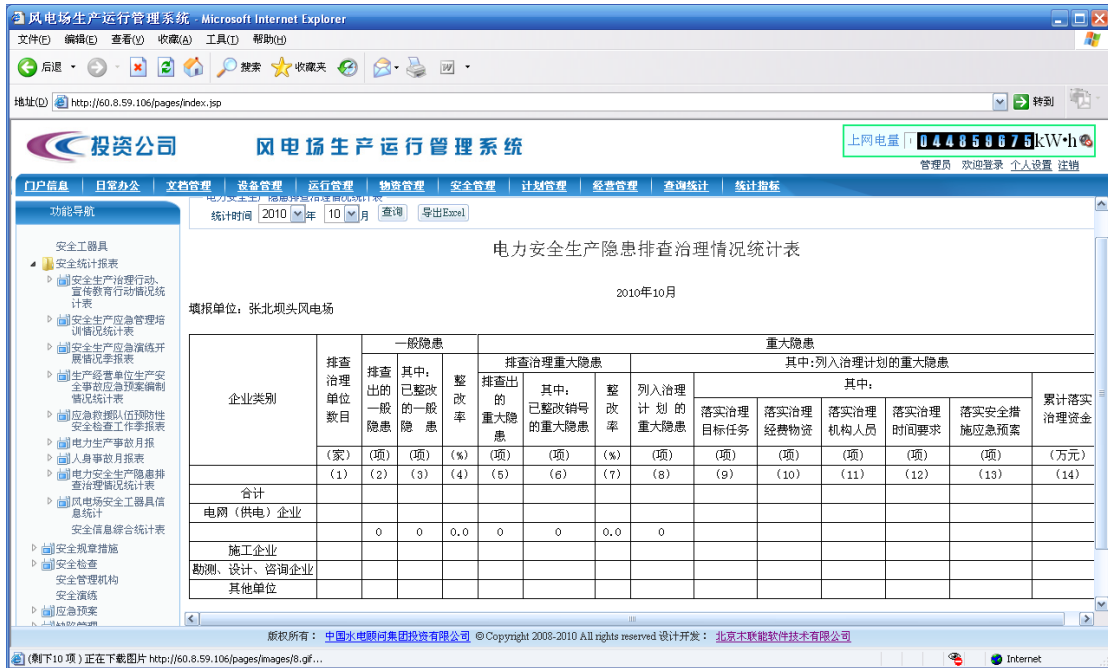 风电场生产运行管理系统 - Microsoft Internet Explorer
文件(F) 编辑(E) 查看(V) 收藏(A) 工具(T) 帮助(H)
后退 搜索 收藏夹
地址(D) http://60.8.59.106/pages/index.jsp 转到
投资公司 风电场生产运行管理系统 上网电量 044859675 kW•h
管理员 欢迎登录 个人设置 注销
门户信息 日常办公 文档管理 设备管理 运行管理 物资管理 安全管理 计划管理 经营管理 查询统计 统计指标
功能导航
电力安全生产隐患排查治理情况统计表
统计时间 2010 年 10 月 查询 导出Excel
安全工器具
安全统计报表
安全生产治理行动、
宣传教育行动情况统
计表
安全生产应急管理培
训情况统计表
安全生产应急演练开
展情况季报表
生产经营单位生产安
全事故应急预案编制
情况统计表
应急救援队伍预防性
安全检查工作季报表
电力生产事故月报
人身事故月报表
电力安全生产隐患排
查治理情况统计表
风电场安全工器具信
息统计
安全信息综合统计表
安全规章措施
安全检查
安全管理机构
安全演练
应急预案
缺陷管理
电力安全生产隐患排查治理情况统计表
2010年10月
填报单位：张北坝头风电场
企业类别
排查
治理
单位
数目
一般隐患
重大隐患
排查
出的
一般
隐患
其中：
已整改
的一般
隐 患
整
改
率
排查治理重大隐患
其中:列入治理计划的重大隐患
排查出
的
重大隐
患
其中：
已整改销号
的重大隐患
整
改
率
列入治理
计 划 的
重大隐患
其中：
落实治理
目标任务
落实治理
经费物资
落实治理
机构人员
落实治理
时间要求
落实安全措
施应急预案
累计落实
治理资金
（家） （项） （项） （%） （项） （项） （%） （项） （项） （项） （项） （项） （项） （万元）
（1） （2） （3） （4） （5） （6） （7） （8） （9） （10） （11） （12） （13） （14）
合计
电网（供电）企业
0 0 0.0 0 0 0.0 0
施工企业
勘测、设计、咨询企业
其他单位
版权所有： 中国水电顾问集团投资有限公司 ©Copyright 2008-2010 All rights reserved 设计开发： 北京木联能软件技术有限公司
(剩下10 项) 正在下载图片 http://60.8.59.106/pages/images/8.gif... Internet